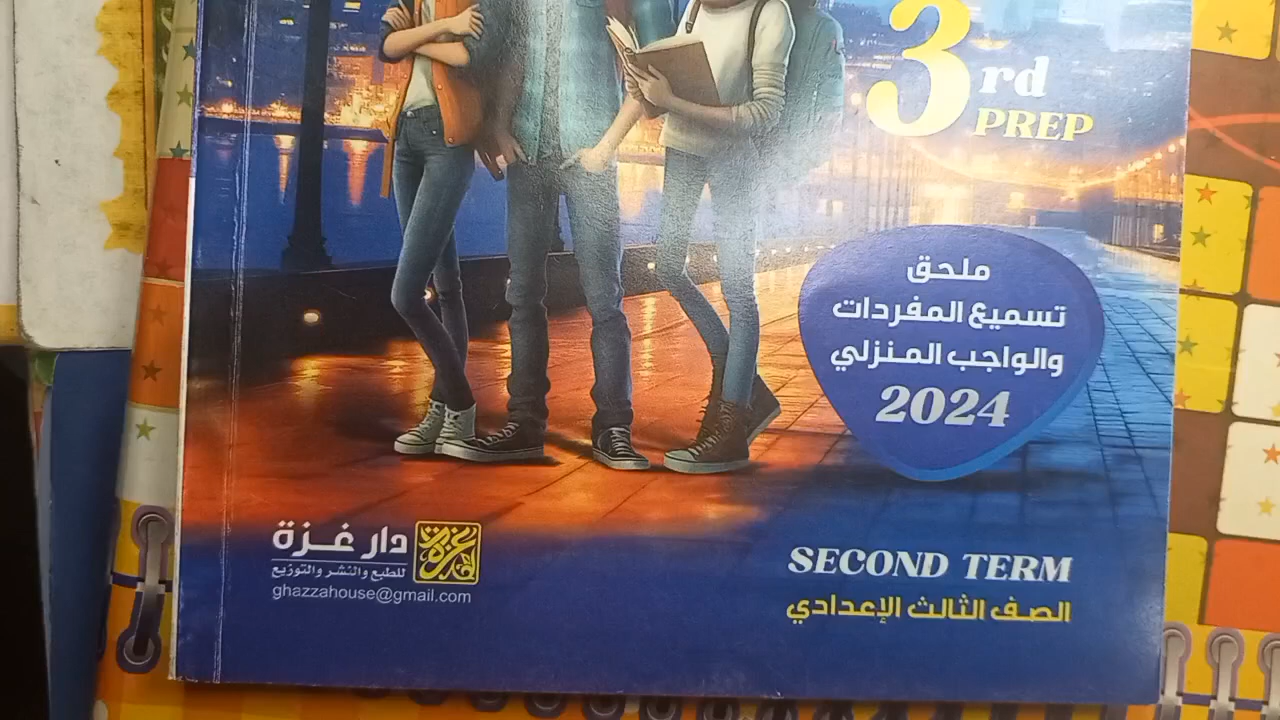 3rd
PREP
ملحق
تسميع المفردات
والواجب المنزلي
2024
دار غزة
للطبع والنشر والتوزيع
ghazzahouse@gmail.com
SECOND TERM
الصف الثالث الإعدادي